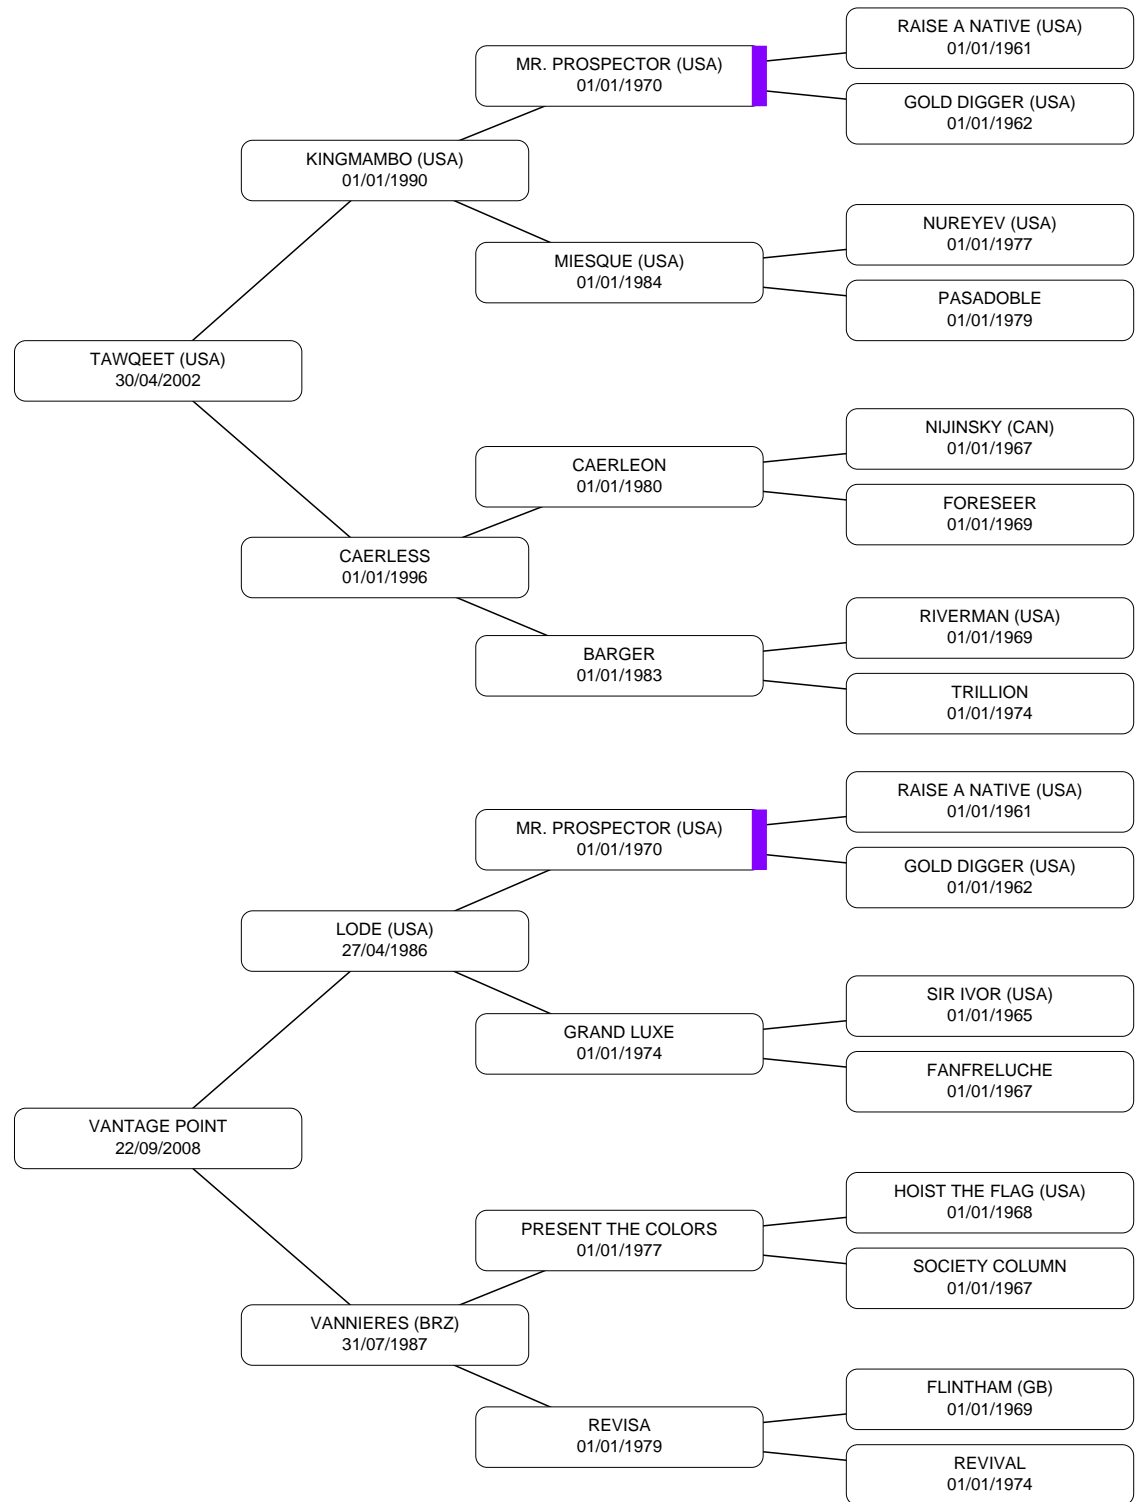 RAISE A NATIVE (USA)
01/01/1961
MR. PROSPECTOR (USA)
01/01/1970
GOLD DIGGER (USA)
01/01/1962
KINGMAMBO (USA)
01/01/1990
NUREYEV (USA)
01/01/1977
MIESQUE (USA)
01/01/1984
PASADOBLE
01/01/1979
TAWQEET (USA)
30/04/2002
NIJINSKY (CAN)
01/01/1967
CAERLEON
01/01/1980
FORESEER
01/01/1969
CAERLESS
01/01/1996
RIVERMAN (USA)
01/01/1969
BARGER
01/01/1983
TRILLION
01/01/1974
RAISE A NATIVE (USA)
01/01/1961
MR. PROSPECTOR (USA)
01/01/1970
GOLD DIGGER (USA)
01/01/1962
LODE (USA)
27/04/1986
SIR IVOR (USA)
01/01/1965
GRAND LUXE
01/01/1974
FANFRELUCHE
01/01/1967
VANTAGE POINT
22/09/2008
HOIST THE FLAG (USA)
01/01/1968
PRESENT THE COLORS
01/01/1977
SOCIETY COLUMN
01/01/1967
VANNIERES (BRZ)
31/07/1987
FLINTHAM (GB)
01/01/1969
REVISA
01/01/1979
REVIVAL
01/01/1974